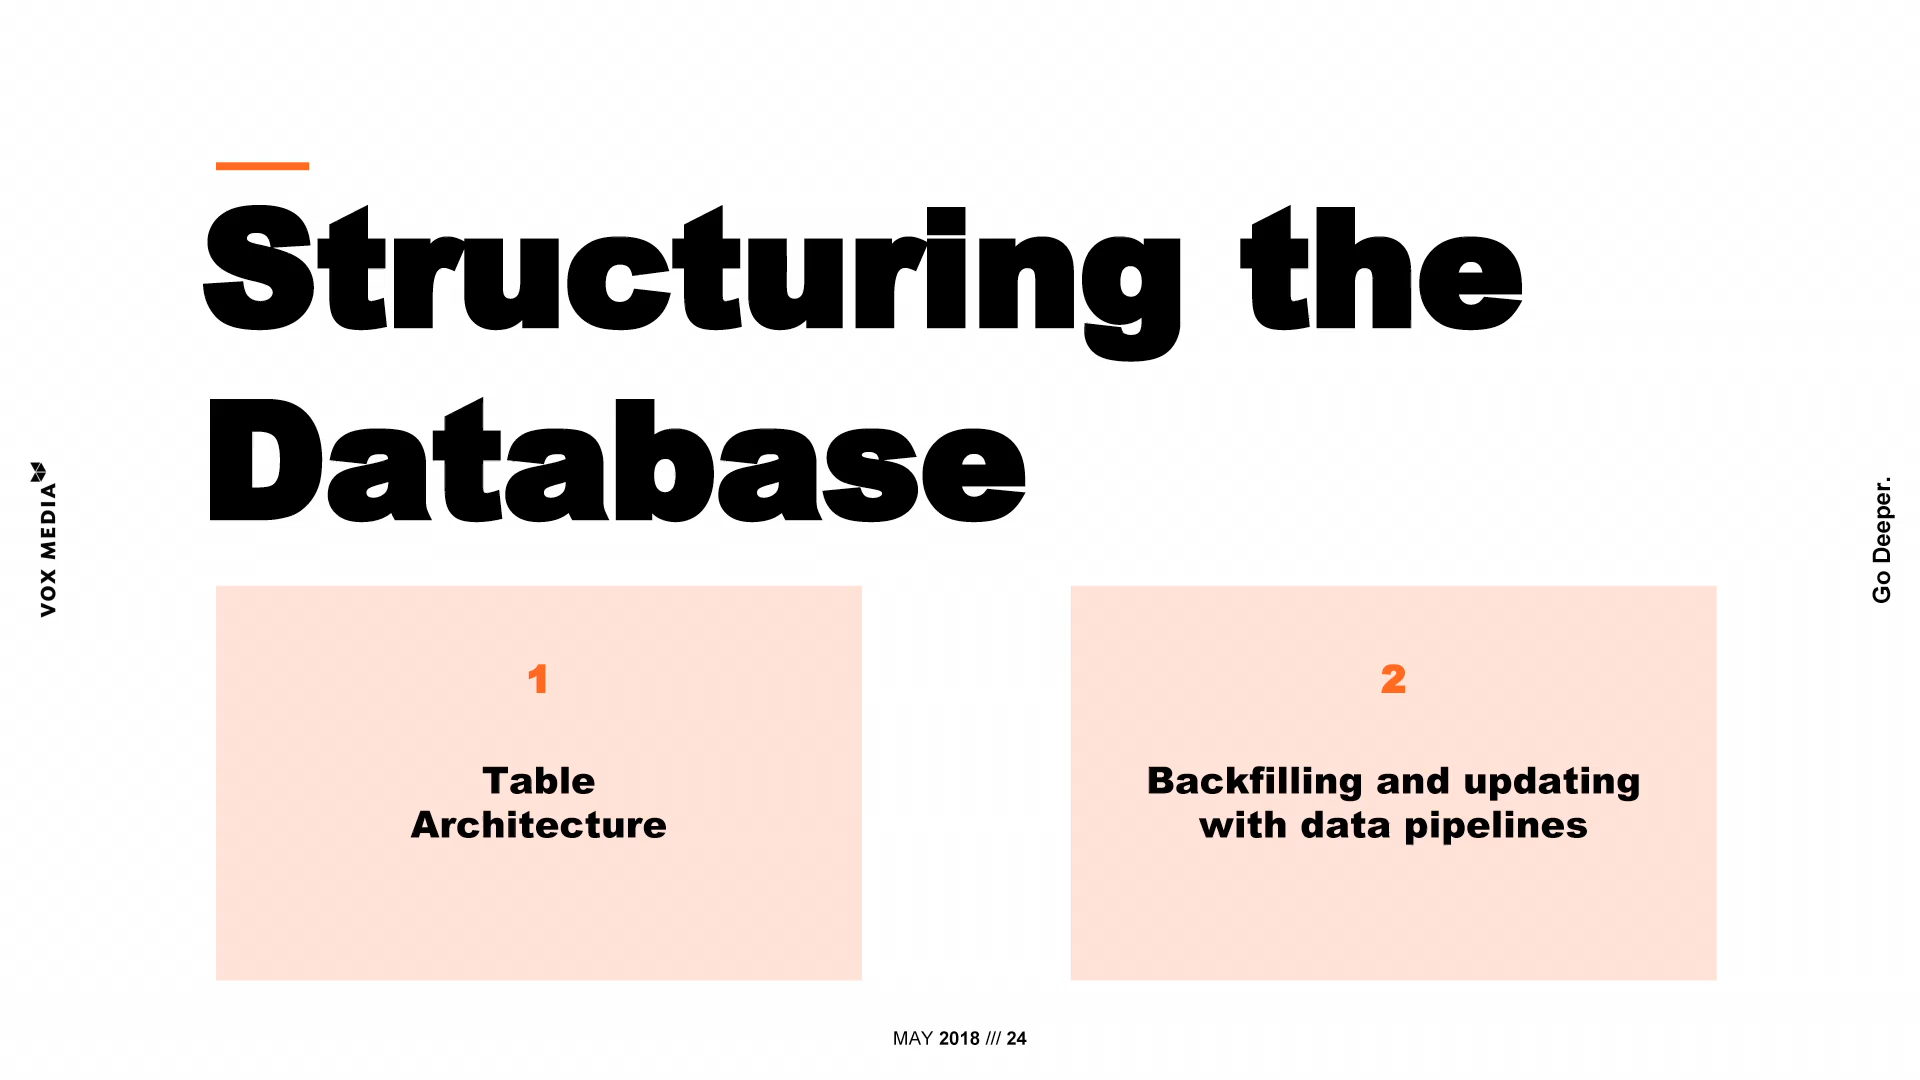 Structuring the
Database
VOX MEDIA
Go Deeper.
1
Table
Architecture
2
Backfilling and updating
with data pipelines
MAY 2018 /// 24